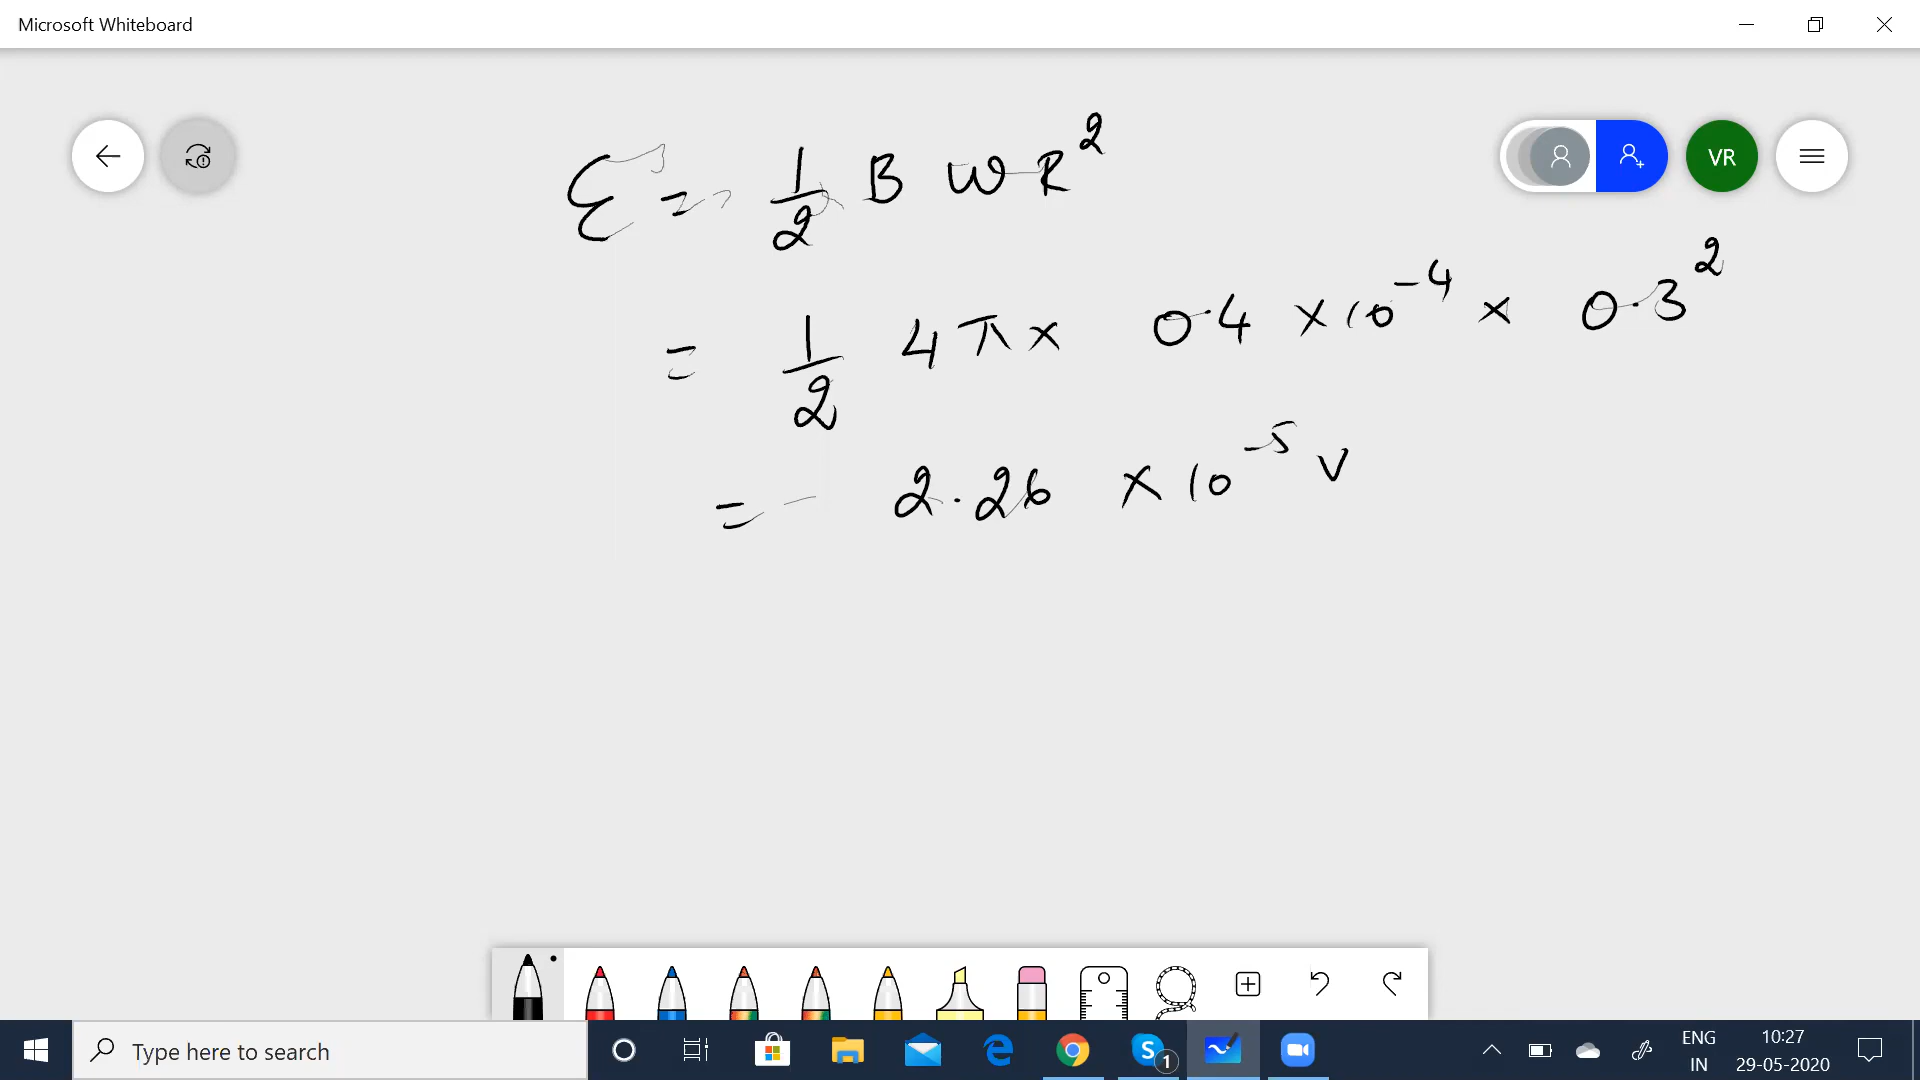 Microsoft Whiteboard
VR
ε = 1/2 B W R²
= 1/2 4π × 0.4 × 10⁻⁴ × 0.3²
= 2.26 × 10⁻⁵ V
Type here to search
S 1
ENG
IN
10:27
29-05-2020